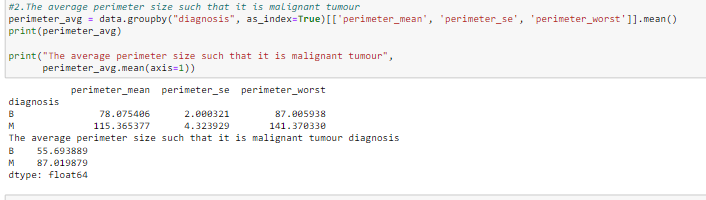 #2.The average perimeter size such that it is malignant tumour
perimeter_avg = data.groupby("diagnosis", as_index=True)[['perimeter_mean', 'perimeter_se', 'perimeter_worst']].mean()
print(perimeter_avg)
print("The average perimeter size such that it is malignant tumour",
perimeter_avg.mean(axis=1))
perimeter_mean perimeter_se perimeter_worst
diagnosis
B 78.075406 2.000321 87.005938
M 115.365377 4.323929 141.370330
The average perimeter size such that it is malignant tumour diagnosis
B 55.693889
M 87.019879
dtype: float64